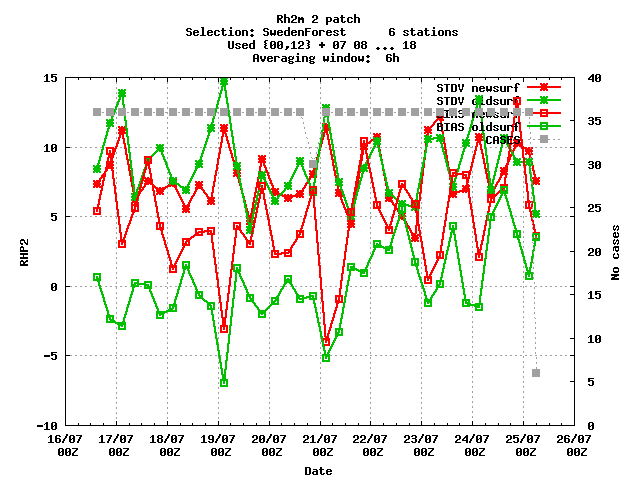 Rh2m 2 patch
Selection: SwedenForest 6 stations
Used {00,12} + 07 08 ... 18
Averaging window: 6h
15
10
5
0
-5
-10
RHP2
40
35
30
25
20
15
10
5
0
No cases
STDV newsurf
STDV oldsurf
BIAS newsurf
BIAS oldsurf
CASES
16/07 17/07 18/07 19/07 20/07 21/07 22/07 23/07 24/07 25/07 26/07
00Z 00Z 00Z 00Z 00Z 00Z 00Z 00Z 00Z 00Z 00Z
Date